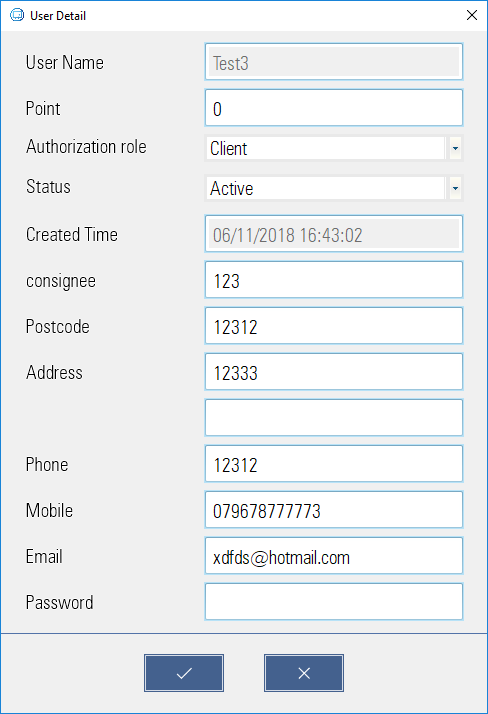 User Detail
User Name Test3
Point 0
Authorization role Client
Status Active
Created Time 06/11/2018 16:43:02
consignee 123
Postcode 12312
Address 12333
Phone 12312
Mobile 079678777773
Email xdfds@hotmail.com
Password